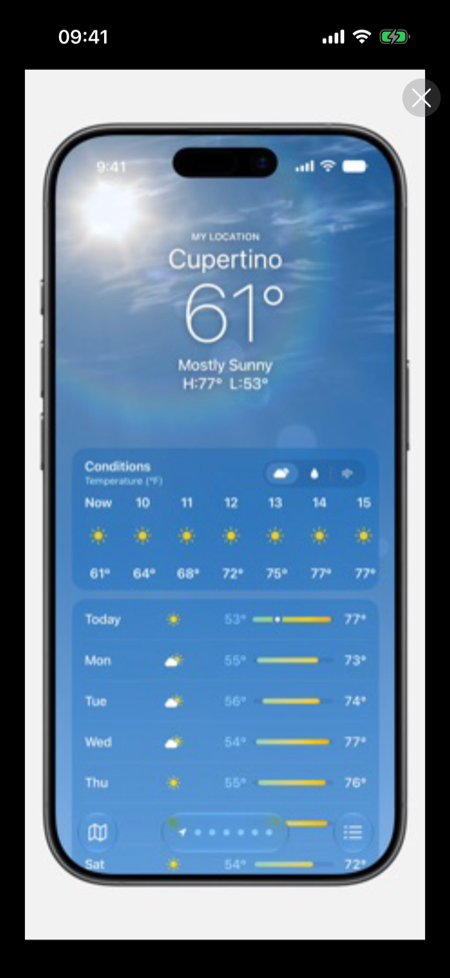 09:41
9:41
MY LOCATION
Cupertino
61°
Mostly Sunny
H:77° L:53°
Conditions
Temperature (°F)
Now 10 11 12 13 14 15
61° 64° 68° 72° 75° 77° 77°
Today 53° 77°
Mon 55° 73°
Tue 56° 74°
Wed 54° 77°
Thu 55° 76°
Sat 54° 72°